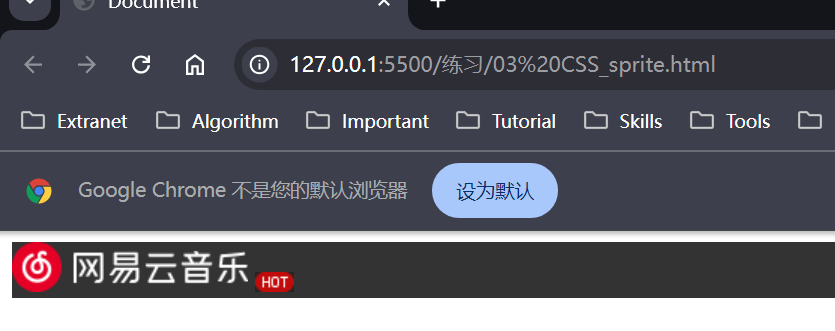 Document
127.0.0.1:5500/练习/03%20CSS_sprite.html
Extranet Algorithm Important Tutorial Skills Tools
Google Chrome 不是您的默认浏览器 设为默认
网易云音乐 HOT